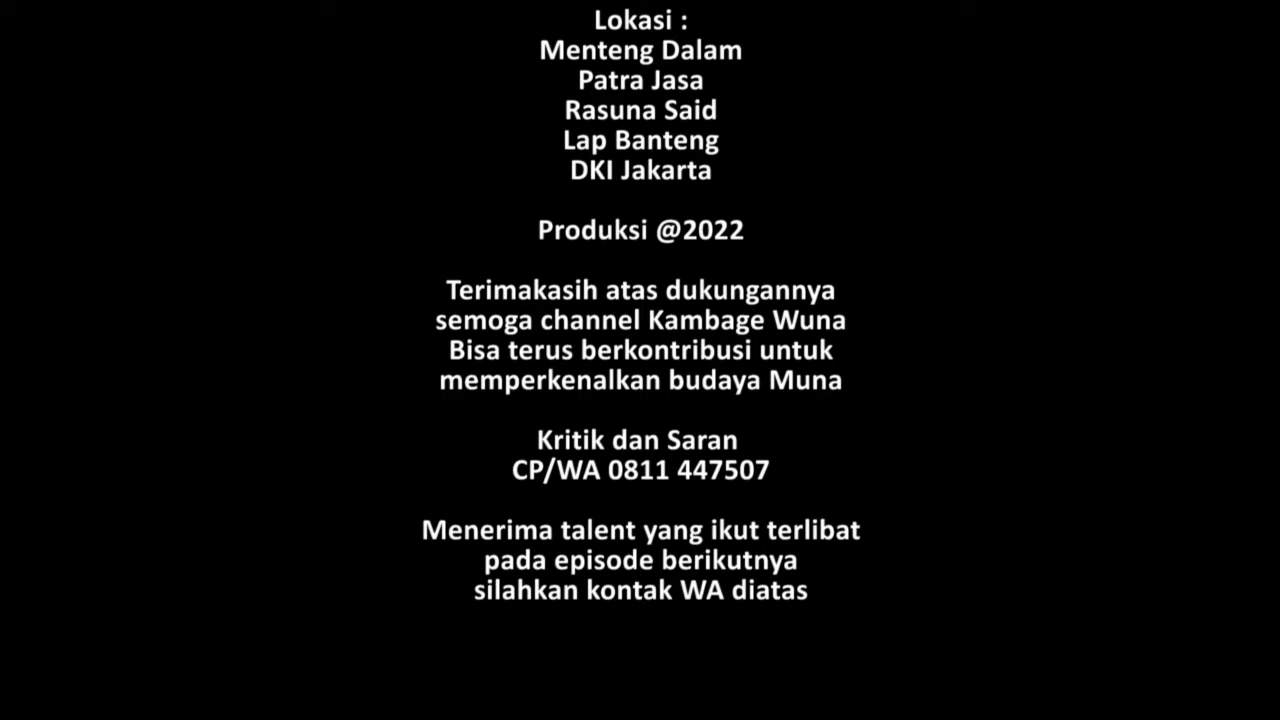 Lokasi :
Menteng Dalam
Patra Jasa
Rasuna Said
Lap Banteng
DKI Jakarta
Produksi @2022
Terimakasih atas dukungannya
semoga channel Kambage Wuna
Bisa terus berkontribusi untuk
memperkenalkan budaya Muna
Kritik dan Saran
CP/WA 0811 447507
Menerima talent yang ikut terlibat
pada episode berikutnya
silahkan kontak WA diatas